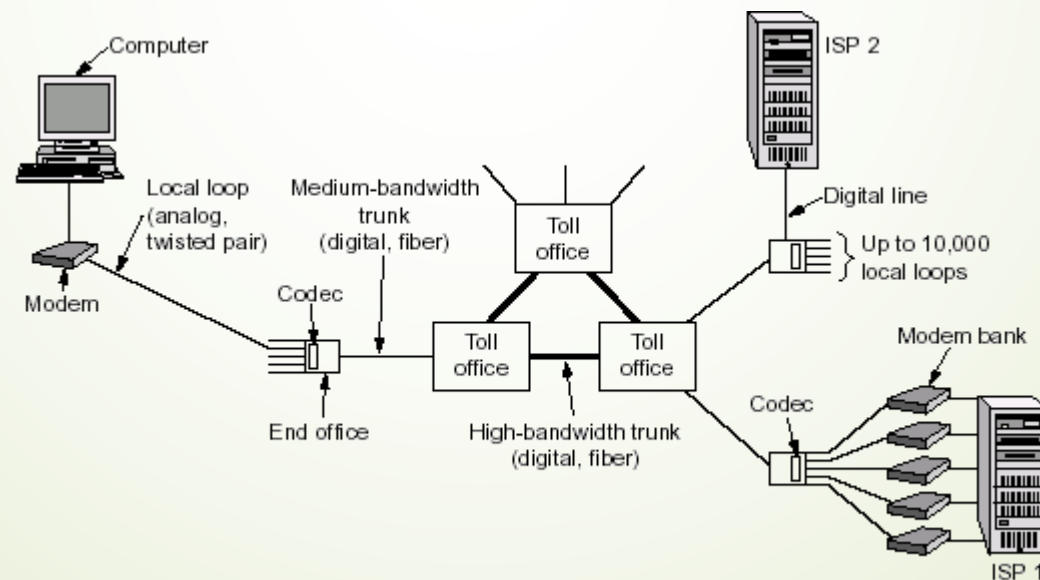 Computer
ISP 2
Local loop
(analog,
twisted pair)
Medium-bandwidth
trunk
(digital, fiber)
Toll
office
Digital line
Up to 10,000
local loops
Modem
Codec
Toll
office
Toll
office
Modem bank
End office
High-bandwidth trunk
(digital, fiber)
Codec
ISP 1